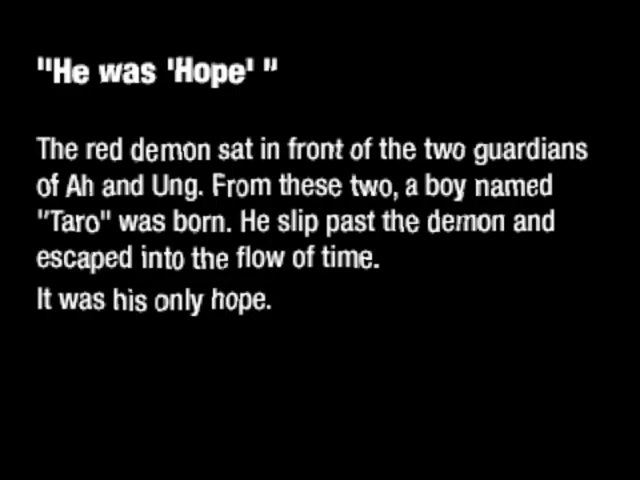 "He was 'Hope' "
The red demon sat in front of the two guardians
of Ah and Ung. From these two, a boy named
"Taro" was born. He slip past the demon and
escaped into the flow of time.
It was his only hope.